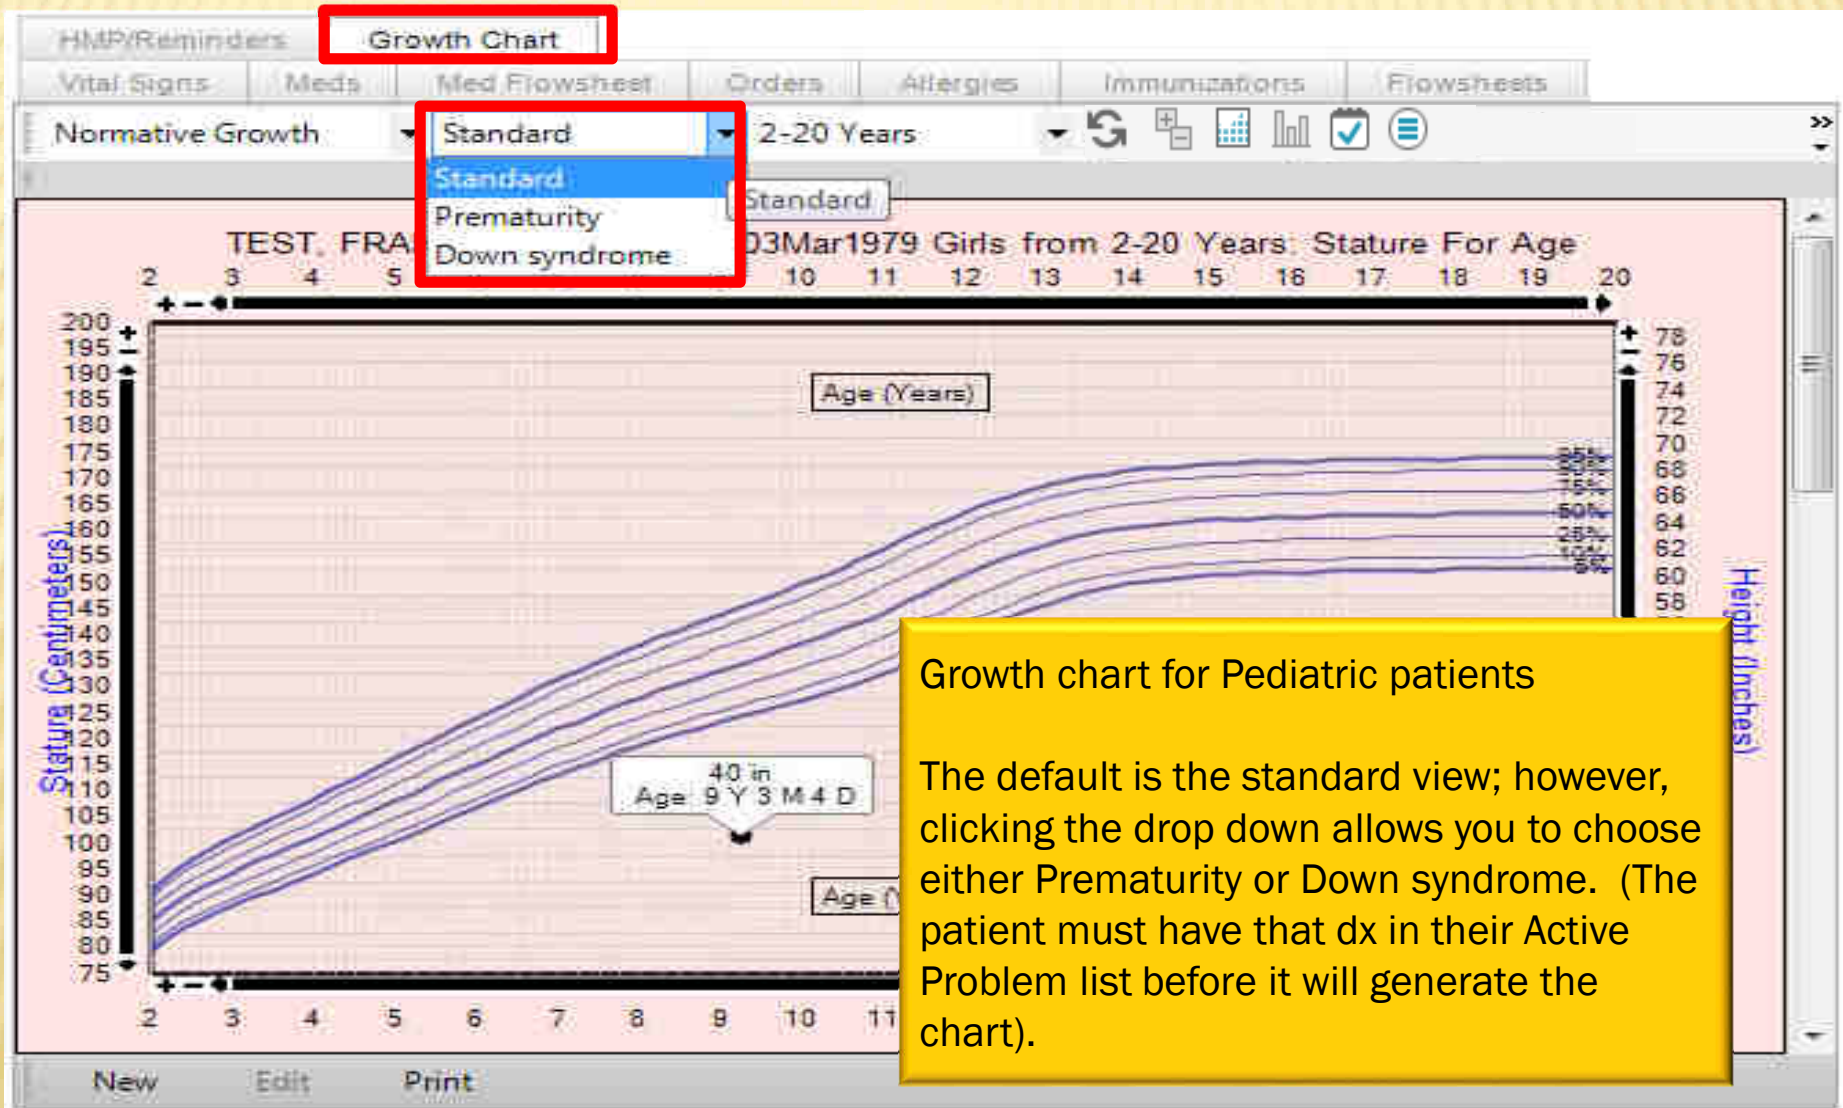 HMP/Reminders Growth Chart
Vital Signs Meds Med Flowsheet Orders Allergies Immunizations Flowsheets
Normative Growth Standard 2-20 Years
Standard
Prematurity
Down syndrome
Standard
TEST, FRA 03Mar1979 Girls from 2-20 Years: Stature For Age
2 3 4 5 10 11 12 13 14 15 16 17 18 19 20
Age (Years)
200
195
190
185
180
175
170
165
160
155
150
145
140
135
130
125
120
115
110
105
100
95
90
85
80
75
Stature (Centimeters)
78
76
74
72
70
68
66
64
62
60
58
Height (Inches)
50%
25%
10%
40 in
Age: 9 Y 3 M 4 D
Age (
2 3 4 5 6 7 8 9 10 11
Growth chart for Pediatric patients
The default is the standard view; however,
clicking the drop down allows you to choose
either Prematurity or Down syndrome. (The
patient must have that dx in their Active
Problem list before it will generate the
chart).
New Edit Print